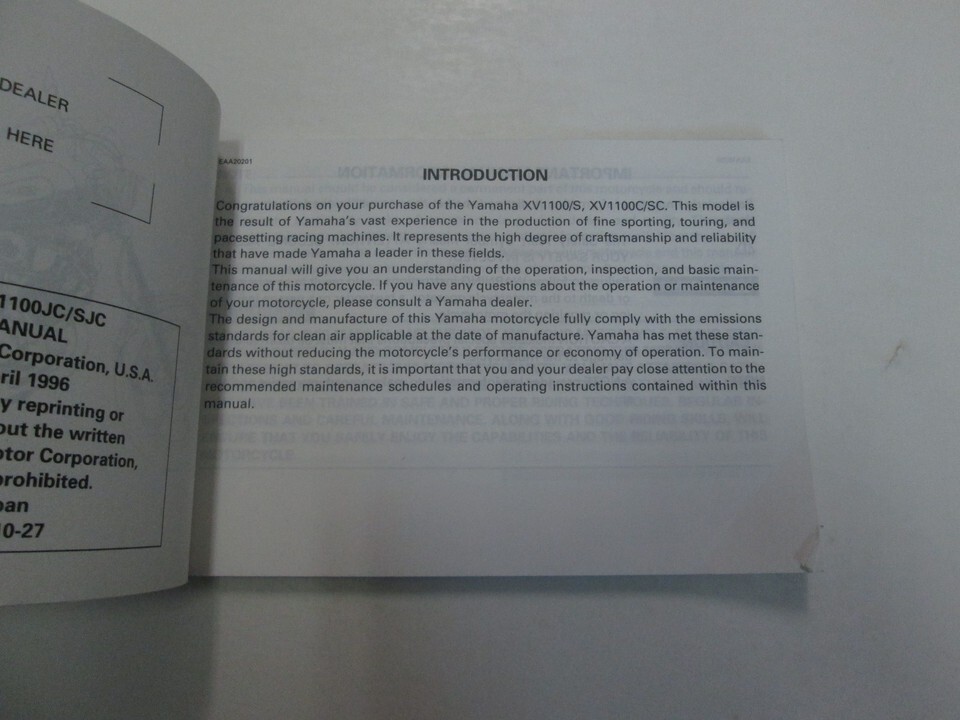 DEALER
HERE
1100JC/SJC
ANUAL
Corporation, U.S.A.
ril 1996
y reprinting or
out the written
otor Corporation,
prohibited.
pan
10-27
EAA20201
INTRODUCTION
Congratulations on your purchase of the Yamaha XV1100/S, XV1100C/SC. This model is
the result of Yamaha's vast experience in the production of fine sporting, touring, and
pacesetting racing machines. It represents the high degree of craftsmanship and reliability
that have made Yamaha a leader in these fields.
This manual will give you an understanding of the operation, inspection, and basic main-
tenance of this motorcycle. If you have any questions about the operation or maintenance
of your motorcycle, please consult a Yamaha dealer.
The design and manufacture of this Yamaha motorcycle fully comply with the emissions
standards for clean air applicable at the date of manufacture. Yamaha has met these stan-
dards without reducing the motorcycle's performance or economy of operation. To main-
tain these high standards, it is important that you and your dealer pay close attention to the
recommended maintenance schedules and operating instructions contained within this
manual.